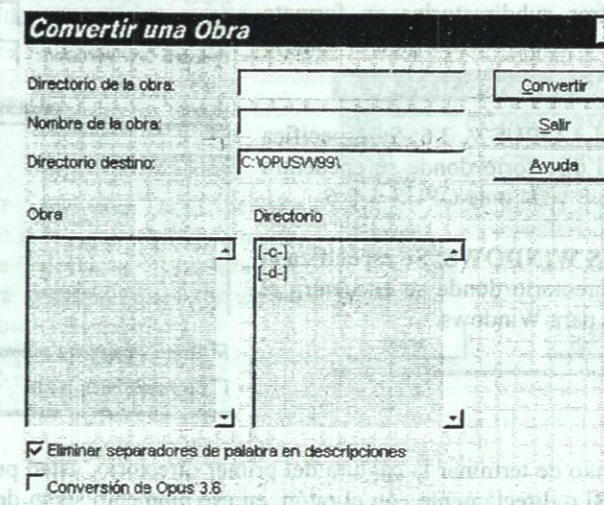 Convertir una Obra
Directorio de la obra:
Convertir
Nombre de la obra:
Salir
Directorio destino:
C:\OPUSW99\
Ayuda
Obra
Directorio
[-c-]
[-d-]
Eliminar separadores de palabra en descripciones
Conversión de Opus 3.6